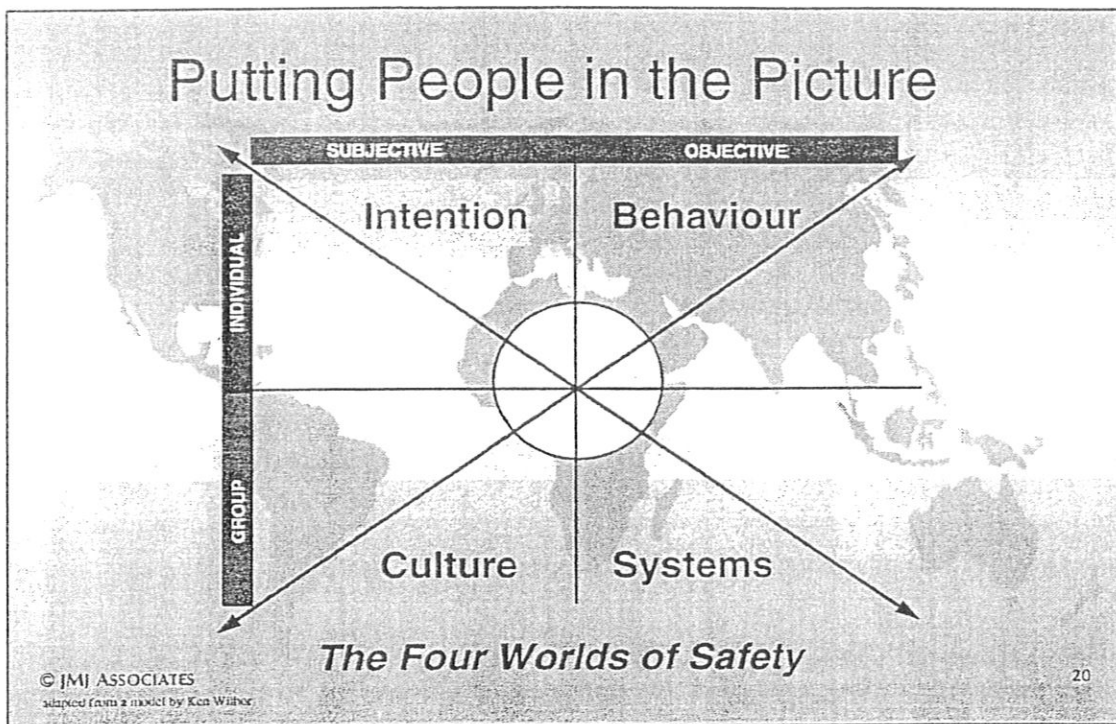 Putting People in the Picture
SUBJECTIVE
OBJECTIVE
INDIVIDUAL
Intention
Behaviour
GROUP
Culture
Systems
The Four Worlds of Safety
© JMJ ASSOCIATES
20
adapted from a model by Ken Wilber